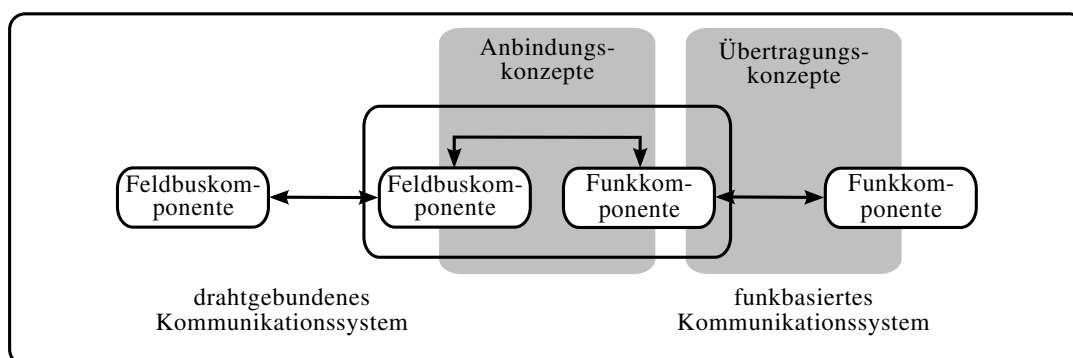 Anbindungs-
konzepte
Übertragungs-
konzepte
Feldbuskom-
ponente
Feldbuskom-
ponente
Funkkom-
ponente
Funkkom-
ponente
drahtgebundenes
Kommunikationssystem
funkbasiertes
Kommunikationssystem